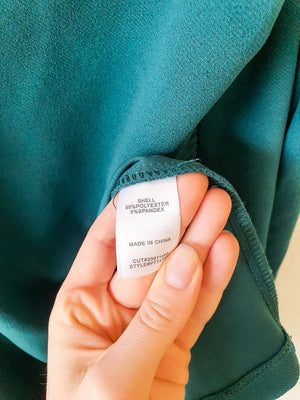 SHELL
95%POLYESTER
5%SPANDEX
MADE IN CHINA